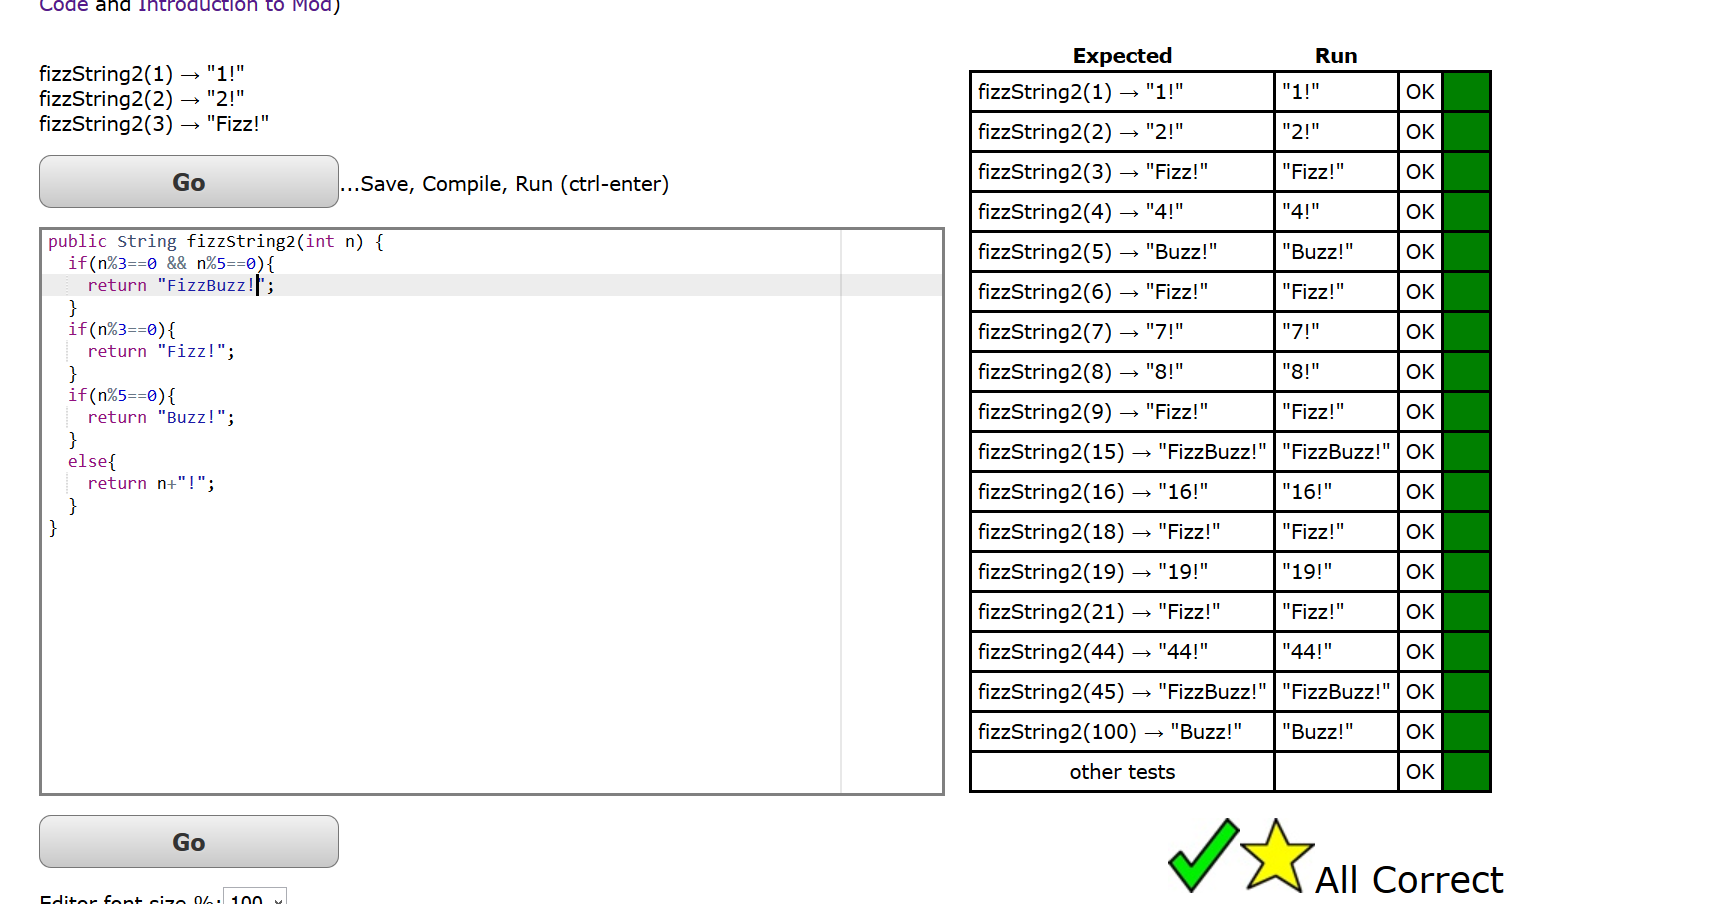 Code and Introduction to Mod)
fizzString2(1) → "1!"
fizzString2(2) → "2!"
fizzString2(3) → "Fizz!"
Go
...Save, Compile, Run (ctrl-enter)
public String fizzString2(int n) {
  if(n%3==0 && n%5==0){
    return "FizzBuzz!";
  }
  if(n%3==0){
    return "Fizz!";
  }
  if(n%5==0){
    return "Buzz!";
  }
  else{
    return n+"!";
  }
}
Go
Editor font size %: 100
Expected Run
fizzString2(1) → "1!" "1!" OK
fizzString2(2) → "2!" "2!" OK
fizzString2(3) → "Fizz!" "Fizz!" OK
fizzString2(4) → "4!" "4!" OK
fizzString2(5) → "Buzz!" "Buzz!" OK
fizzString2(6) → "Fizz!" "Fizz!" OK
fizzString2(7) → "7!" "7!" OK
fizzString2(8) → "8!" "8!" OK
fizzString2(9) → "Fizz!" "Fizz!" OK
fizzString2(15) → "FizzBuzz!" "FizzBuzz!" OK
fizzString2(16) → "16!" "16!" OK
fizzString2(18) → "Fizz!" "Fizz!" OK
fizzString2(19) → "19!" "19!" OK
fizzString2(21) → "Fizz!" "Fizz!" OK
fizzString2(44) → "44!" "44!" OK
fizzString2(45) → "FizzBuzz!" "FizzBuzz!" OK
fizzString2(100) → "Buzz!" "Buzz!" OK
other tests OK
All Correct